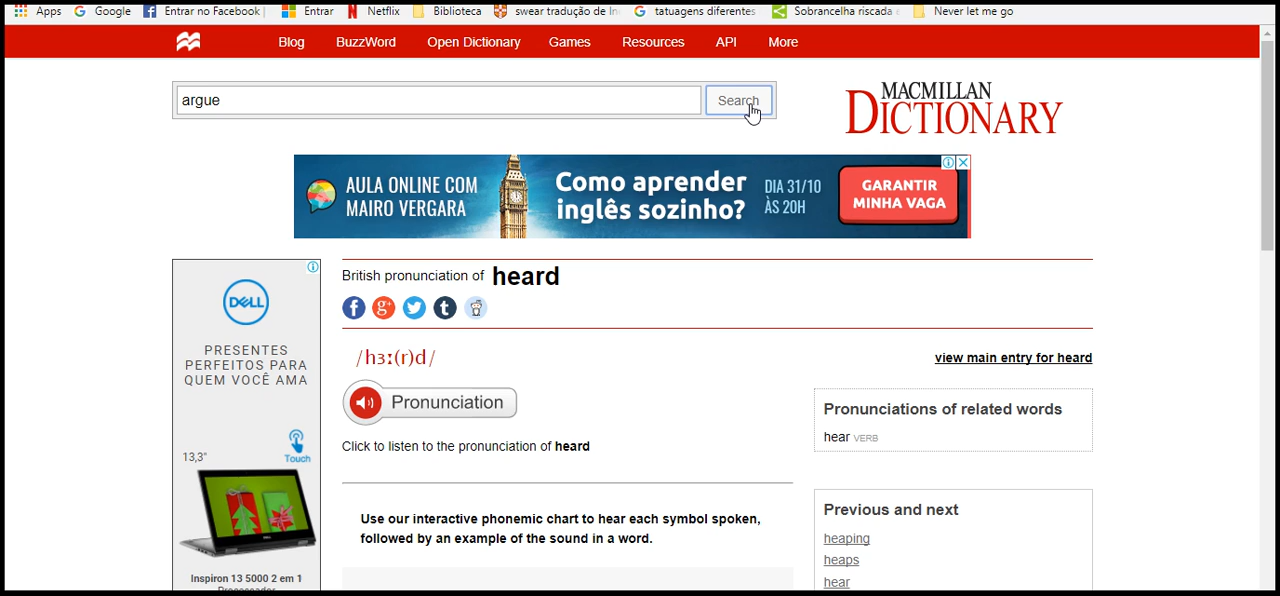 Apps Google Entrar no Facebook Entrar Netflix Biblioteca swear tradução de In tatuagens diferentes Sobrancelha riscada Never let me go
Blog BuzzWord Open Dictionary Games Resources API More
argue
Search
MACMILLAN
DICTIONARY
AULA ONLINE COM
MAIRO VERGARA
Como aprender
inglês sozinho?
DIA 31/10
ÀS 20H
GARANTIR
MINHA VAGA
DELL
PRESENTES
PERFEITOS PARA
QUEM VOCÊ AMA
Touch
13,3"
Inspiron 13 5000 2 em 1
Processador
British pronunciation of heard
/hɜː(r)d/
Pronunciation
Click to listen to the pronunciation of heard
Use our interactive phonemic chart to hear each symbol spoken,
followed by an example of the sound in a word.
view main entry for heard
Pronunciations of related words
hear VERB
Previous and next
heaping
heaps
hear